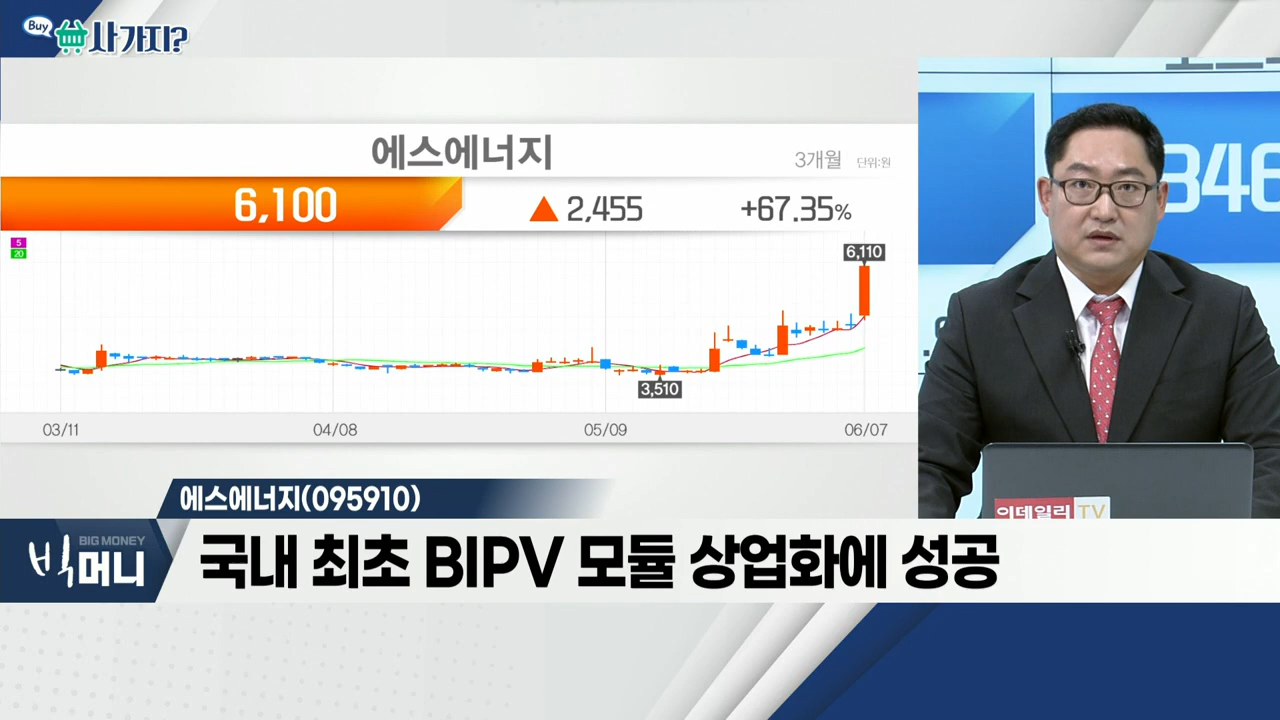 Buy
사가지?
346
에스에너지
3개월 단위:원
6,100 ▲ 2,455 +67.35%
5
20
6,110
3,510
03/11 04/08 05/09 06/07
이데일리 TV
에스에너지(095910)
BIG MONEY
빅머니
국내 최초 BIPV 모듈 상업화에 성공